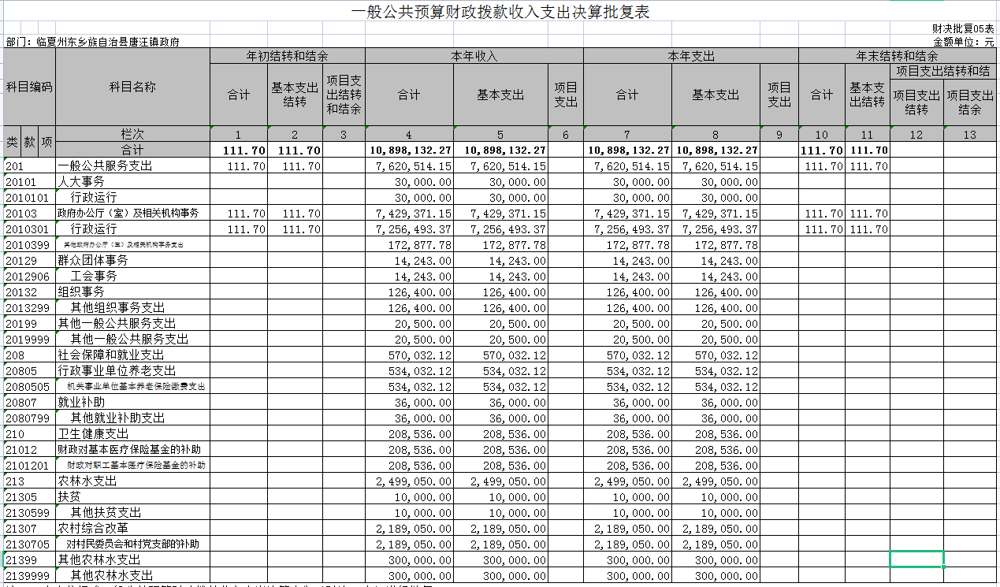 一般公共预算财政拨款收入支出决算批复表
财决批复05表
部门：临夏州东乡族自治县唐汪镇政府 金额单位：元
科目编码 科目名称 年初结转和结余 本年收入 本年支出 年末结转和结余
合计 基本支出结转 项目支出结转和结余 合计 基本支出 项目支出 合计 基本支出 项目支出 合计 基本支出结转 项目支出结转和结
项目支出结转 项目支出结余
类 款 项 栏次 1 2 3 4 5 6 7 8 9 10 11 12 13
合计 111.70 111.70 10,898,132.27 10,898,132.27 10,898,132.27 10,898,132.27 111.70 111.70
201 一般公共服务支出 111.70 111.70 7,620,514.15 7,620,514.15 7,620,514.15 7,620,514.15 111.70 111.70
20101 人大事务 30,000.00 30,000.00 30,000.00 30,000.00
2010101 行政运行 30,000.00 30,000.00 30,000.00 30,000.00
20103 政府办公厅（室）及相关机构事务 111.70 111.70 7,429,371.15 7,429,371.15 7,429,371.15 7,429,371.15 111.70 111.70
2010301 行政运行 111.70 111.70 7,256,493.37 7,256,493.37 7,256,493.37 7,256,493.37 111.70 111.70
2010399 其他政府办公厅（室）及相关机构事务支出 172,877.78 172,877.78 172,877.78 172,877.78
20129 群众团体事务 14,243.00 14,243.00 14,243.00 14,243.00
2012906 工会事务 14,243.00 14,243.00 14,243.00 14,243.00
20132 组织事务 126,400.00 126,400.00 126,400.00 126,400.00
2013299 其他组织事务支出 126,400.00 126,400.00 126,400.00 126,400.00
20199 其他一般公共服务支出 20,500.00 20,500.00 20,500.00 20,500.00
2019999 其他一般公共服务支出 20,500.00 20,500.00 20,500.00 20,500.00
208 社会保障和就业支出 570,032.12 570,032.12 570,032.12 570,032.12
20805 行政事业单位养老支出 534,032.12 534,032.12 534,032.12 534,032.12
2080505 机关事业单位基本养老保险缴费支出 534,032.12 534,032.12 534,032.12 534,032.12
20807 就业补助 36,000.00 36,000.00 36,000.00 36,000.00
2080799 其他就业补助支出 36,000.00 36,000.00 36,000.00 36,000.00
210 卫生健康支出 208,536.00 208,536.00 208,536.00 208,536.00
21012 财政对基本医疗保险基金的补助 208,536.00 208,536.00 208,536.00 208,536.00
2101201 财政对职工基本医疗保险基金的补助 208,536.00 208,536.00 208,536.00 208,536.00
213 农林水支出 2,499,050.00 2,499,050.00 2,499,050.00 2,499,050.00
21305 扶贫 10,000.00 10,000.00 10,000.00 10,000.00
2130599 其他扶贫支出 10,000.00 10,000.00 10,000.00 10,000.00
21307 农村综合改革 2,189,050.00 2,189,050.00 2,189,050.00 2,189,050.00
2130705 对村民委员会和村党支部的补助 2,189,050.00 2,189,050.00 2,189,050.00 2,189,050.00
21399 其他农林水支出 300,000.00 300,000.00 300,000.00 300,000.00
2139999 其他农林水支出 300,000.00 300,000.00 300,000.00 300,000.00